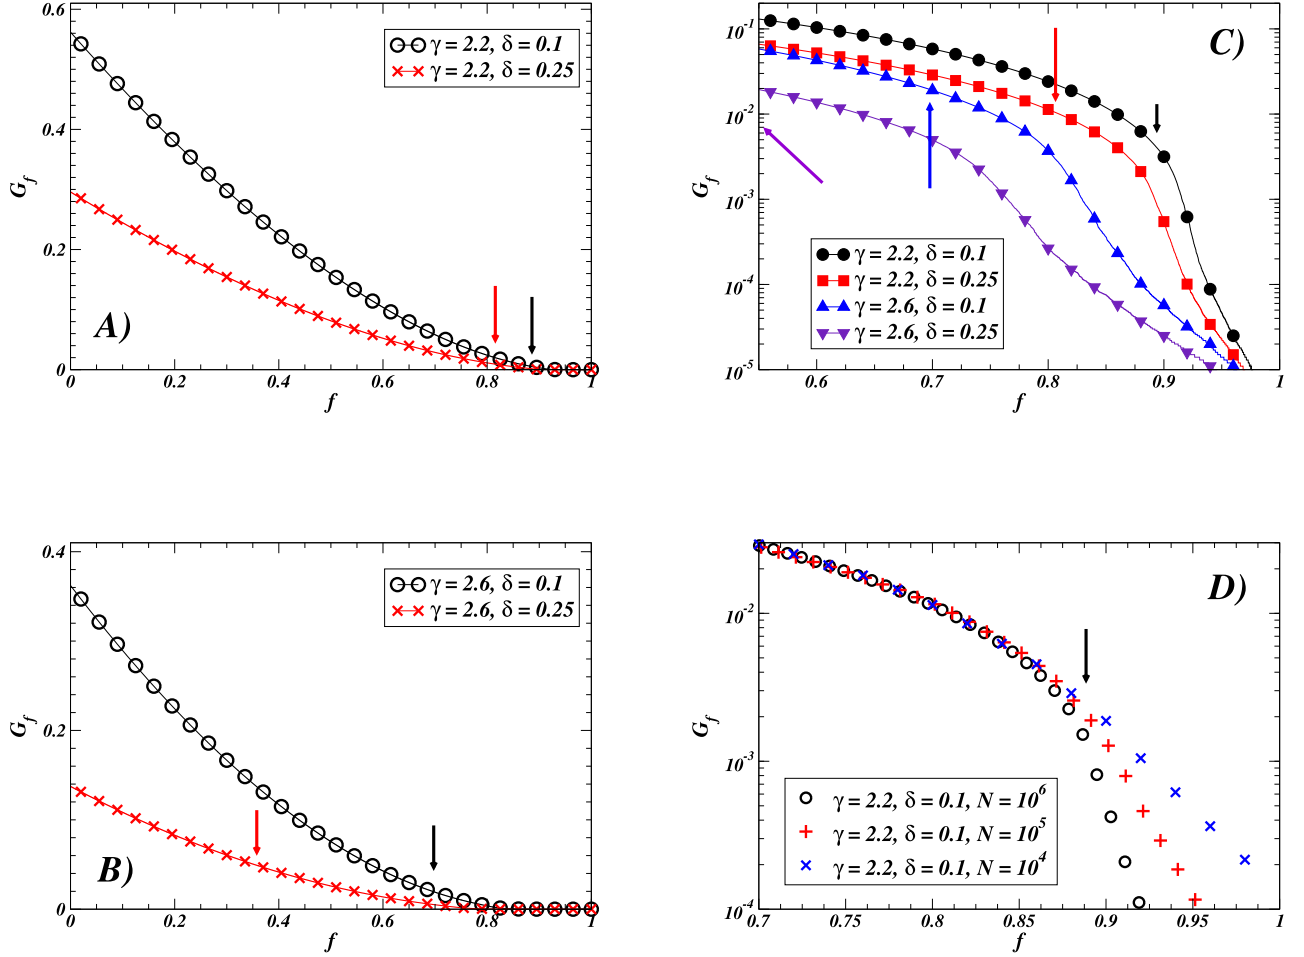 0.6
0.4
0.2
0
G_f
γ = 2.2, δ = 0.1
γ = 2.2, δ = 0.25
A)
0 0.2 0.4 0.6 0.8 1
f
10^-1
10^-2
10^-3
10^-4
10^-5
G_f
C)
γ = 2.2, δ = 0.1
γ = 2.2, δ = 0.25
γ = 2.6, δ = 0.1
γ = 2.6, δ = 0.25
0.6 0.7 0.8 0.9 1
f
0.4
0.2
0
G_f
γ = 2.6, δ = 0.1
γ = 2.6, δ = 0.25
B)
0 0.2 0.4 0.6 0.8 1
f
10^-2
10^-3
10^-4
G_f
D)
γ = 2.2, δ = 0.1, N = 10^6
γ = 2.2, δ = 0.1, N = 10^5
γ = 2.2, δ = 0.1, N = 10^4
0.7 0.75 0.8 0.85 0.9 0.95 1
f